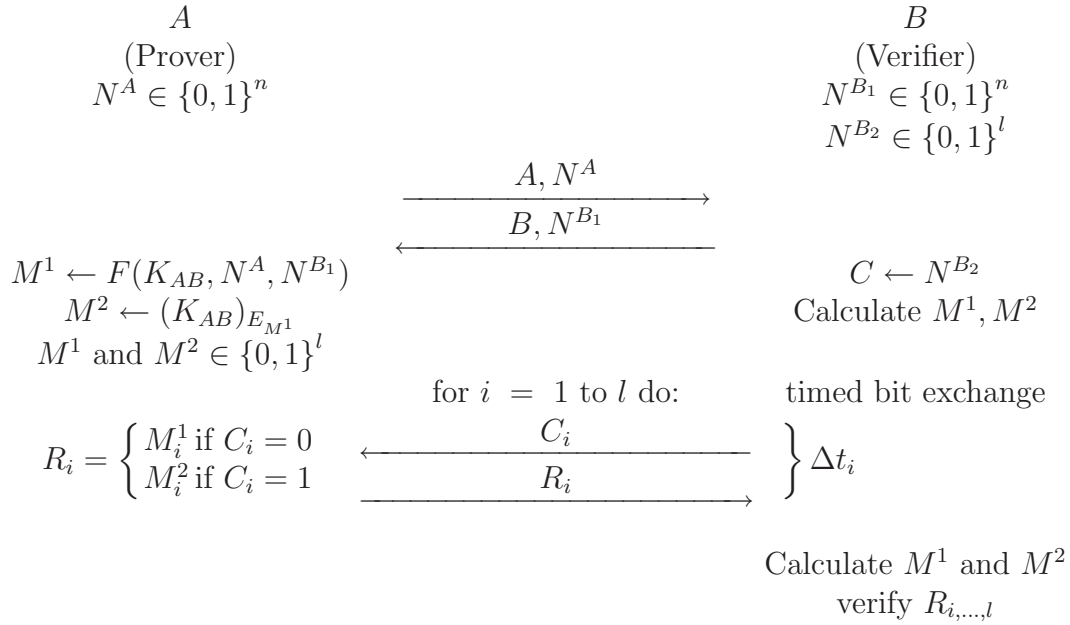 A B
(Prover) (Verifier)
N^A ∈ {0, 1}^n N^{B_1} ∈ {0, 1}^n
N^{B_2} ∈ {0, 1}^l
A, N^A
B, N^{B_1}
M^1 ← F(K_{AB}, N^A, N^{B_1}) C ← N^{B_2}
M^2 ← (K_{AB})_{E_{M^1}} Calculate M^1, M^2
M^1 and M^2 ∈ {0, 1}^l
for i = 1 to l do: timed bit exchange
R_i = { M_i^1 if C_i = 0 C_i } Δt_i
M_i^2 if C_i = 1 R_i
Calculate M^1 and M^2
verify R_{i,...,l}